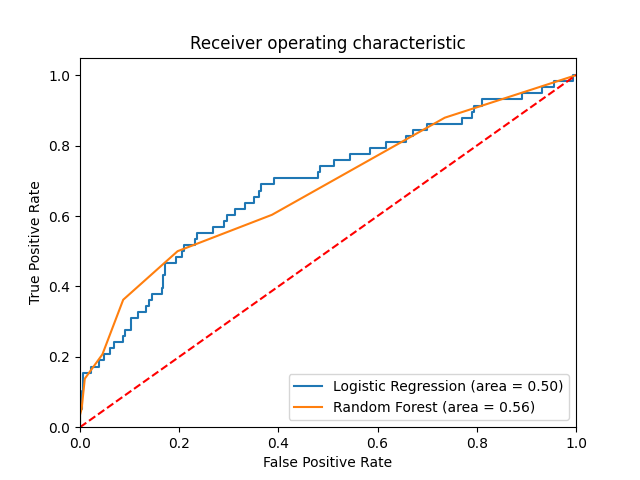 Receiver operating characteristic
True Positive Rate
1.0
0.8
0.6
0.4
0.2
0.0
0.0 0.2 0.4 0.6 0.8 1.0
False Positive Rate
Logistic Regression (area = 0.50)
Random Forest (area = 0.56)